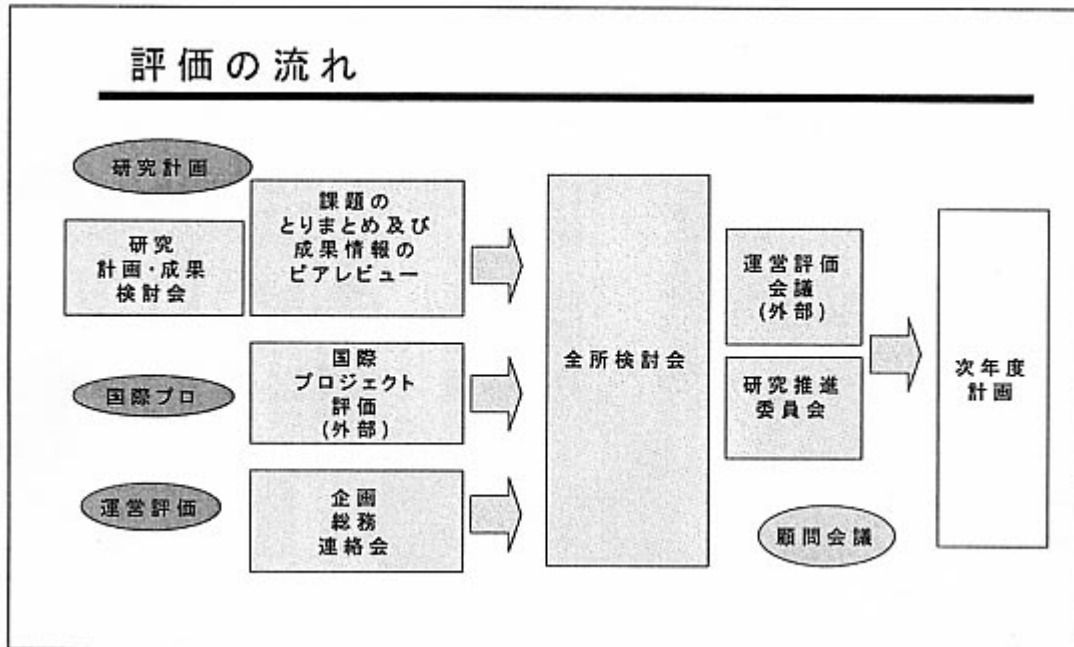 評価の流れ
研究計画
研究
計画・成果
検討会
課題の
とりまとめ及び
成果情報の
ピアレビュー
国際プロ
国際
プロジェクト
評価
(外部)
運営評価
企画
総務
連絡会
全所検討会
運営評価
会議
(外部)
研究推進
委員会
顧問会議
次年度
計画